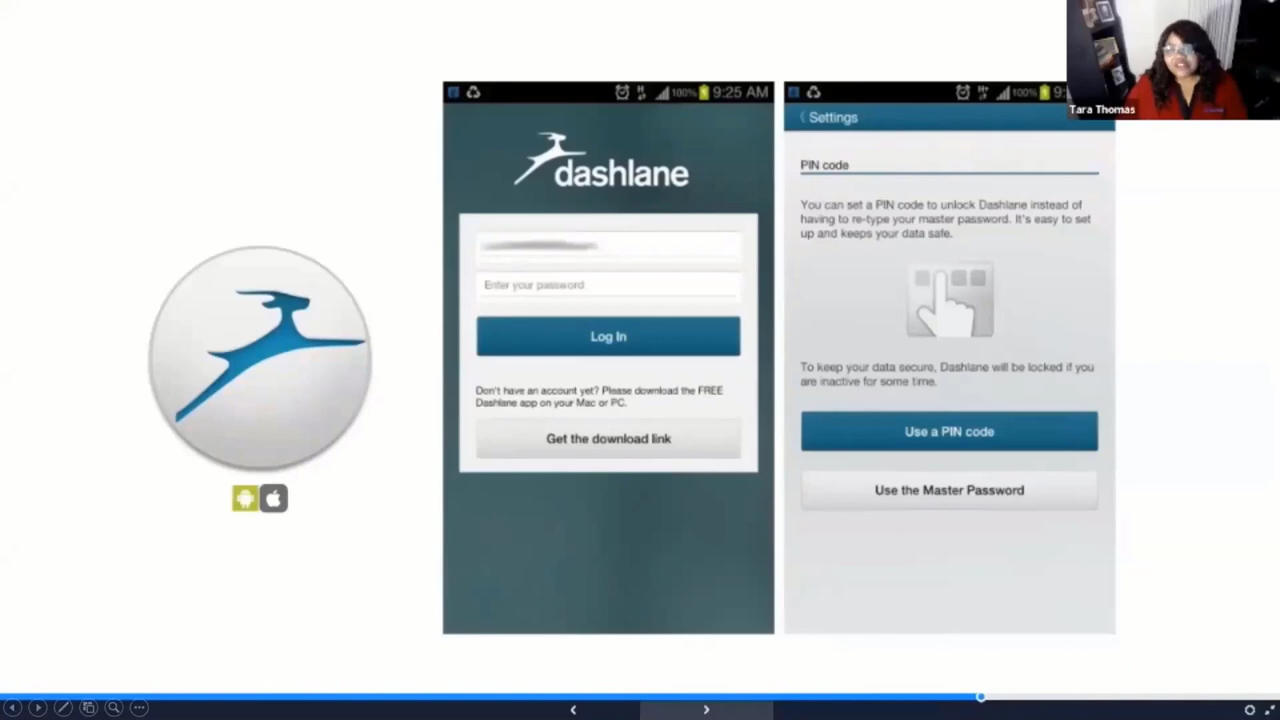 100% 9:25 AM
dashlane
Enter your password
Log In
Don't have an account yet? Please download the FREE
Dashlane app on your Mac or PC.
Get the download link
100%
Settings
PIN code
You can set a PIN code to unlock Dashlane instead of
having to re-type your master password. It's easy to set
up and keeps your data safe.
To keep your data secure, Dashlane will be locked if you
are inactive for some time.
Use a PIN code
Use the Master Password
Tara Thomas